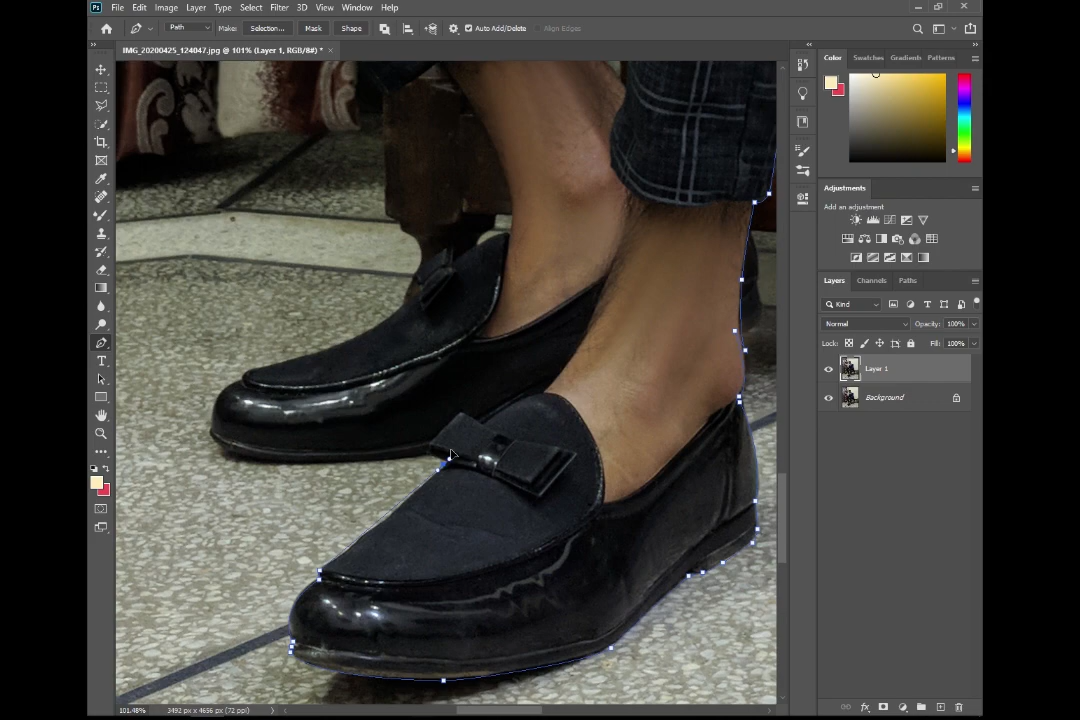 Ps File Edit Image Layer Type Select Filter 3D View Window Help
Path Make: Selection... Mask Shape Auto Add/Delete Align Edges
IMG_20200425_124047.jpg @ 101% (Layer 1, RGB/8#) * ×
Color Swatches Gradients Patterns
Adjustments
Add an adjustment
Layers Channels Paths
Kind
Normal Opacity: 100%
Lock: Fill: 100%
Layer 1
Background
101.48% 3492 px x 4656 px (72 ppi)